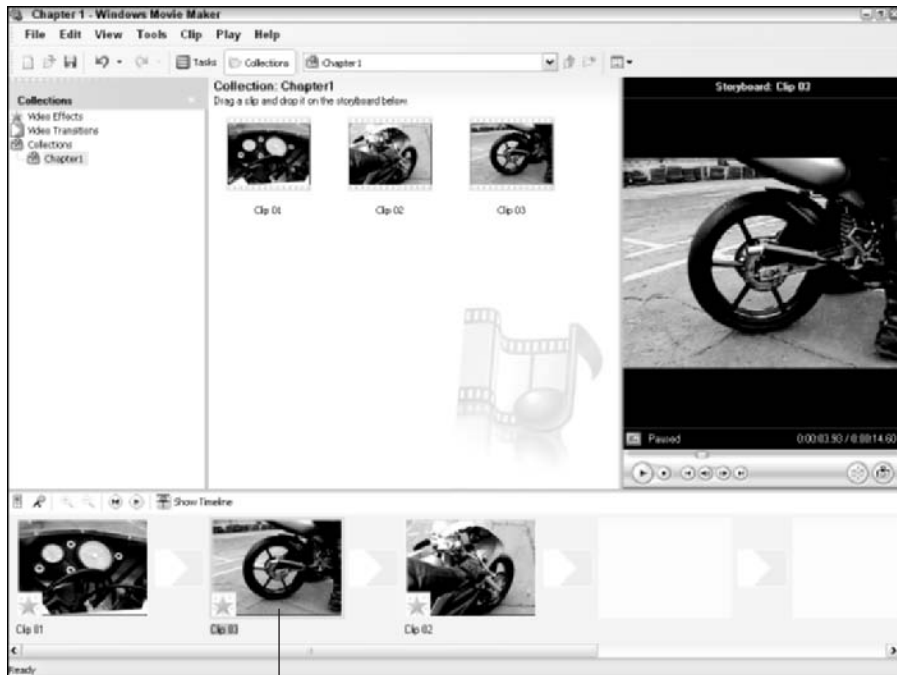 Chapter 1 - Windows Movie Maker
File Edit View Tools Clip Play Help
Tasks Collections Chapter1
Collections
Video Effects
Video Transitions
Collections
Chapter1
Collection: Chapter1
Drag a clip and drop it on the storyboard below.
Clip 01 Clip 02 Clip 03
Storyboard: Clip 03
Paused 0:00:03.93 / 0:00:14.60
Show Timeline
Clip 01 Clip 03 Clip 02
Ready